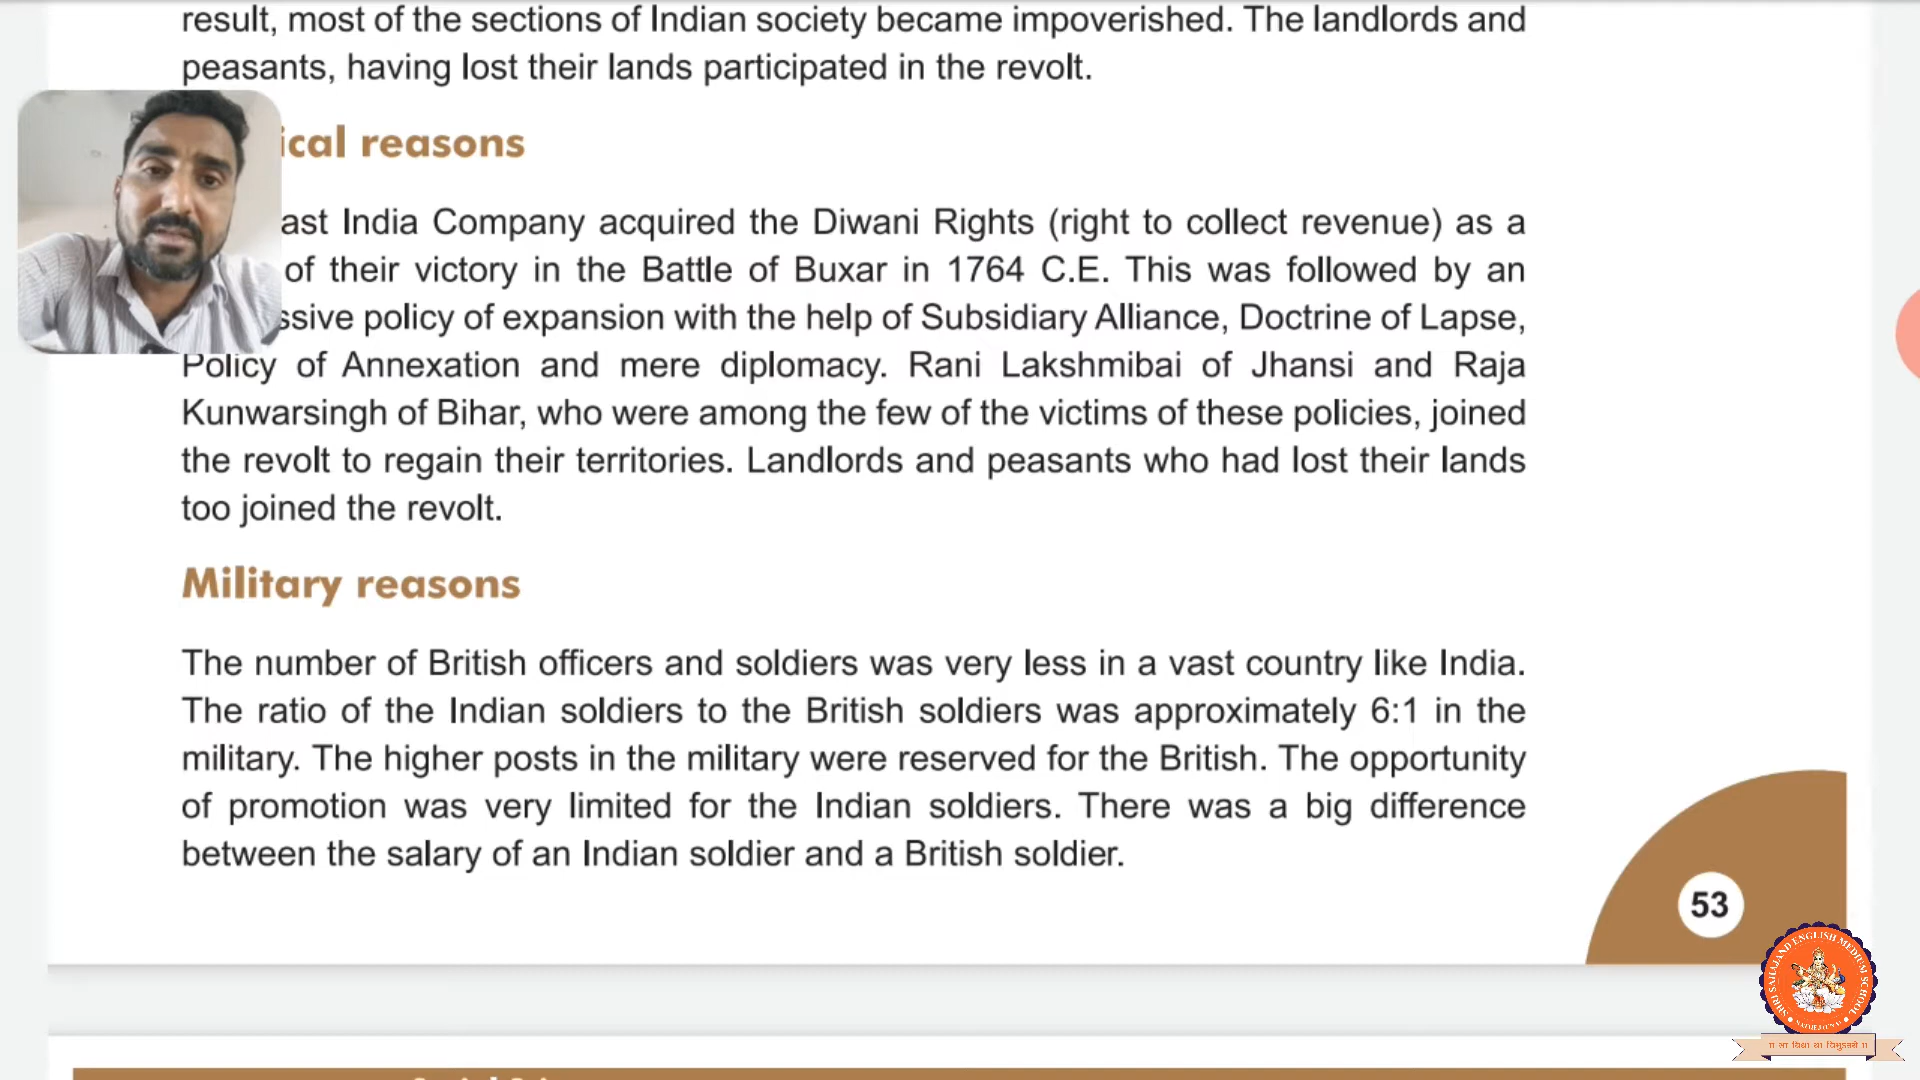 result, most of the sections of Indian society became impoverished. The landlords and
peasants, having lost their lands participated in the revolt.
ical reasons
ast India Company acquired the Diwani Rights (right to collect revenue) as a
of their victory in the Battle of Buxar in 1764 C.E. This was followed by an
ssive policy of expansion with the help of Subsidiary Alliance, Doctrine of Lapse,
Policy of Annexation and mere diplomacy. Rani Lakshmibai of Jhansi and Raja
Kunwarsingh of Bihar, who were among the few of the victims of these policies, joined
the revolt to regain their territories. Landlords and peasants who had lost their lands
too joined the revolt.
Military reasons
The number of British officers and soldiers was very less in a vast country like India.
The ratio of the Indian soldiers to the British soldiers was approximately 6:1 in the
military. The higher posts in the military were reserved for the British. The opportunity
of promotion was very limited for the Indian soldiers. There was a big difference
between the salary of an Indian soldier and a British soldier.
53
SHRI SAHAJANAND ENGLISH MEDIUM SCHOOL
॥ सा विद्या या विमुक्तये ॥